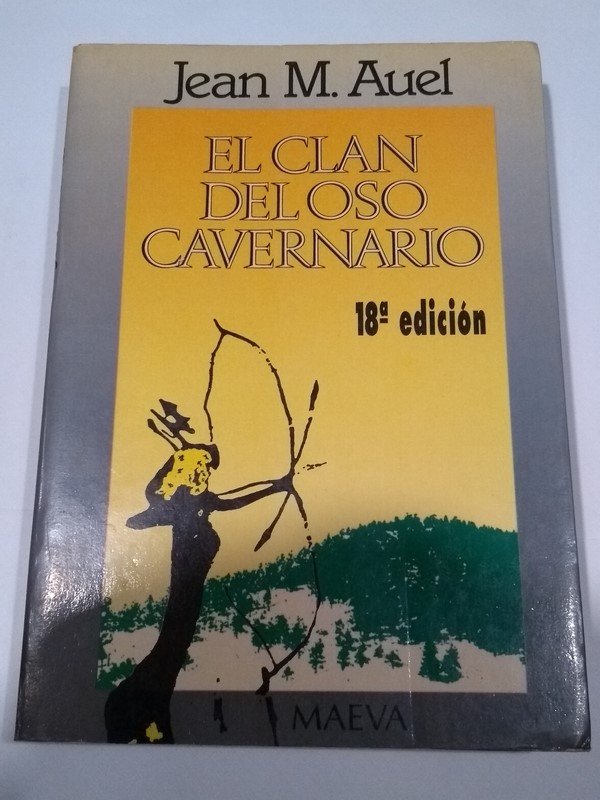 Jean M. Auel
EL CLAN
DEL OSO
CAVERNARIO
18ª edición
MAEVA